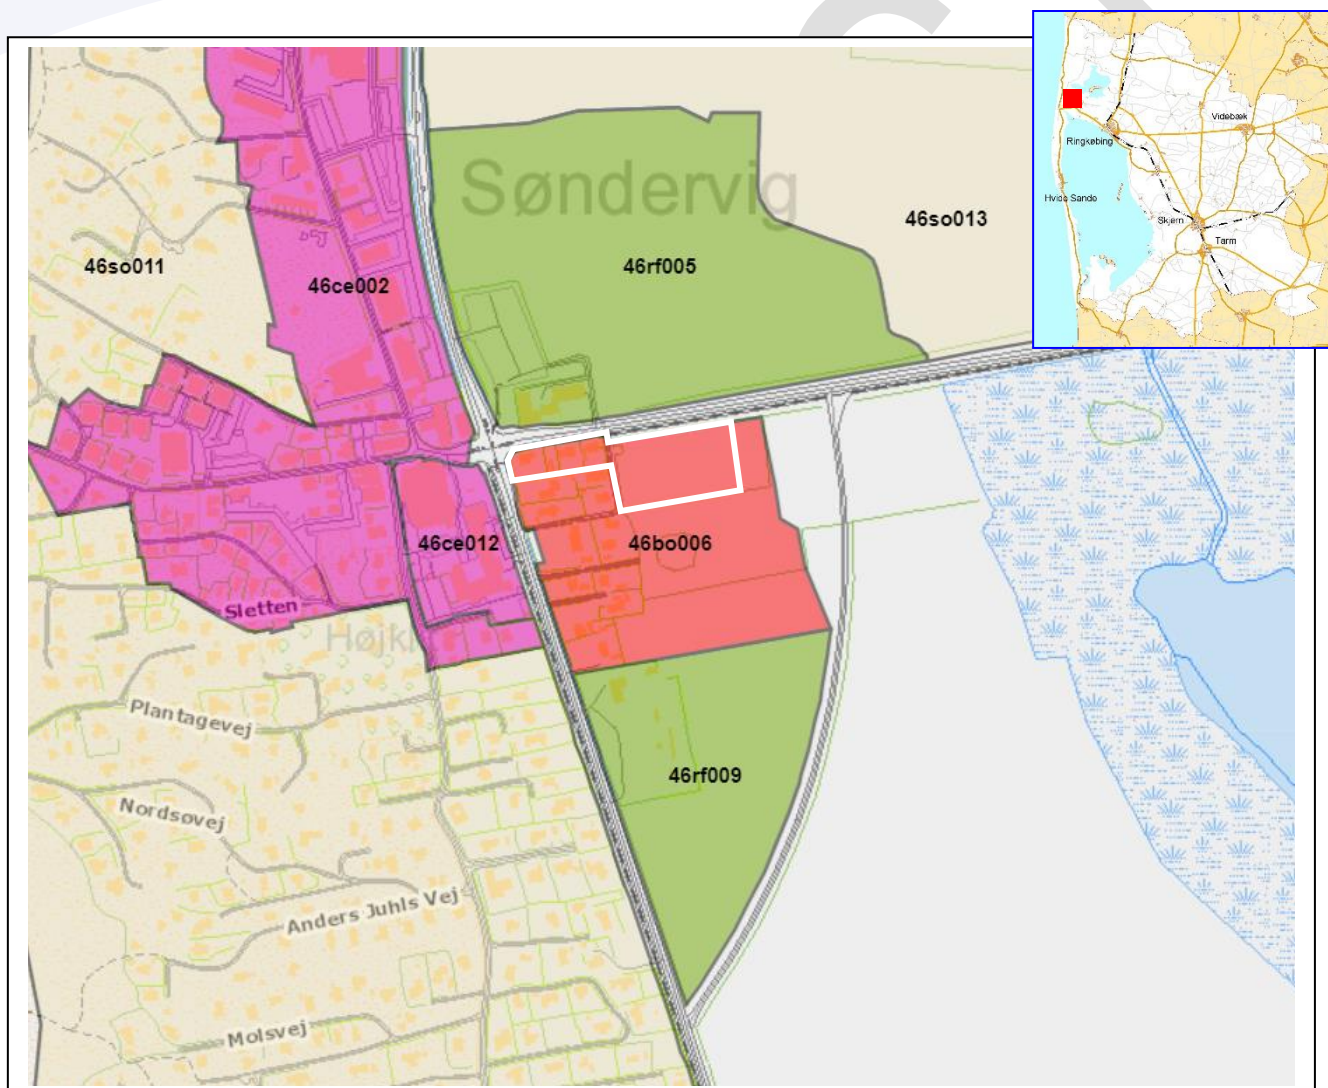 Videbæk
Ringkøbing
Hvide Sande
Skjern
Tarm
Søndervig
46so013
46so011
46rf005
46ce002
46ce012
46bo006
Sletten
Højkl
Plantagevej
46rf009
Nordsøvej
Anders Juhls Vej
Molsvej